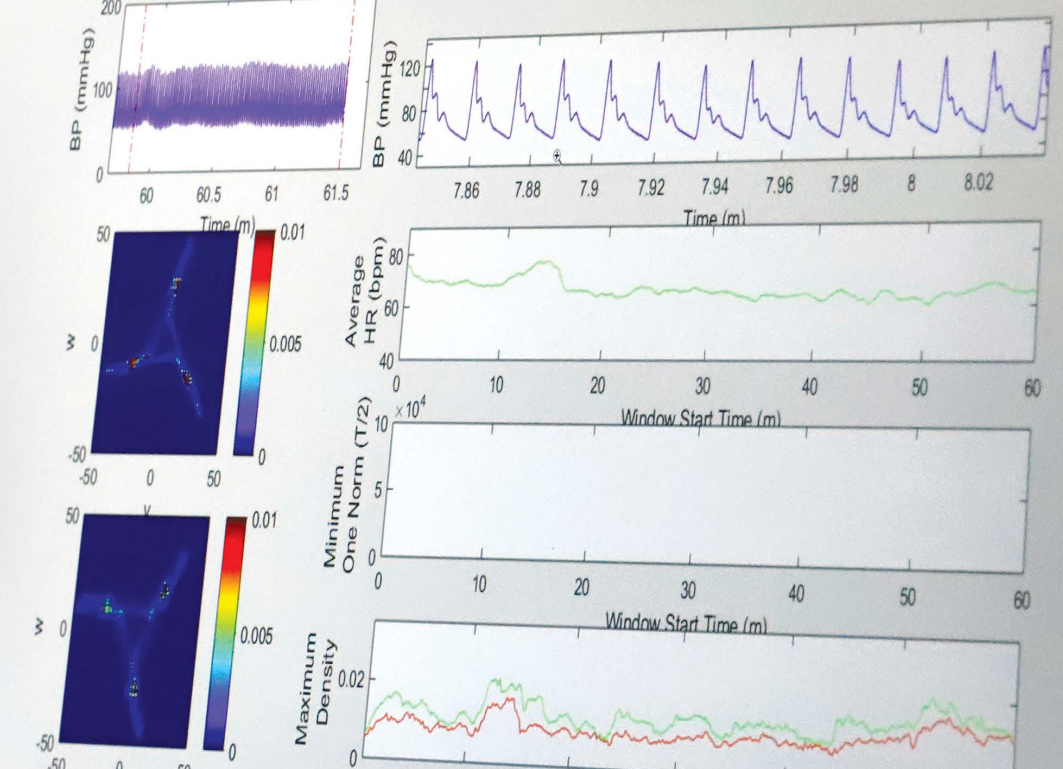 200
100
0
BP (mmHg)
60 60.5 61 61.5
Time (m)
120
80
40
BP (mmHg)
7.86 7.88 7.9 7.92 7.94 7.96 7.98 8 8.02
Time (m)
50
0
-50
w
-50 0 50
v
0.01
0.005
0
80
60
40
Average
HR (bpm)
0 10 20 30 40 50 60
Window Start Time (m)
×10⁴
10
5
0
Minimum
One Norm (T/2)
0 10 20 30 40 50 60
Window Start Time (m)
50
0
-50
w
-50 0 50
0.01
0.005
0
0.02
0
Maximum
Density